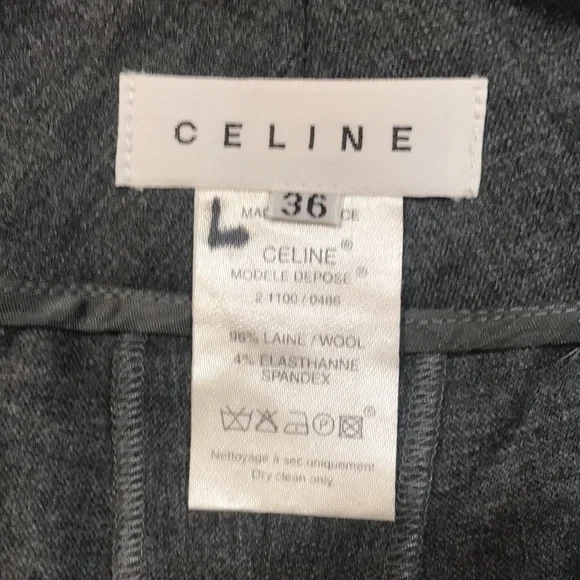 CELINE
36
CELINE®
MODELE DEPOSE®
2 1100 / 0486
96% LAINE / WOOL
4% ELASTHANNE
SPANDEX
Nettoyage à sec uniquement
Dry clean only